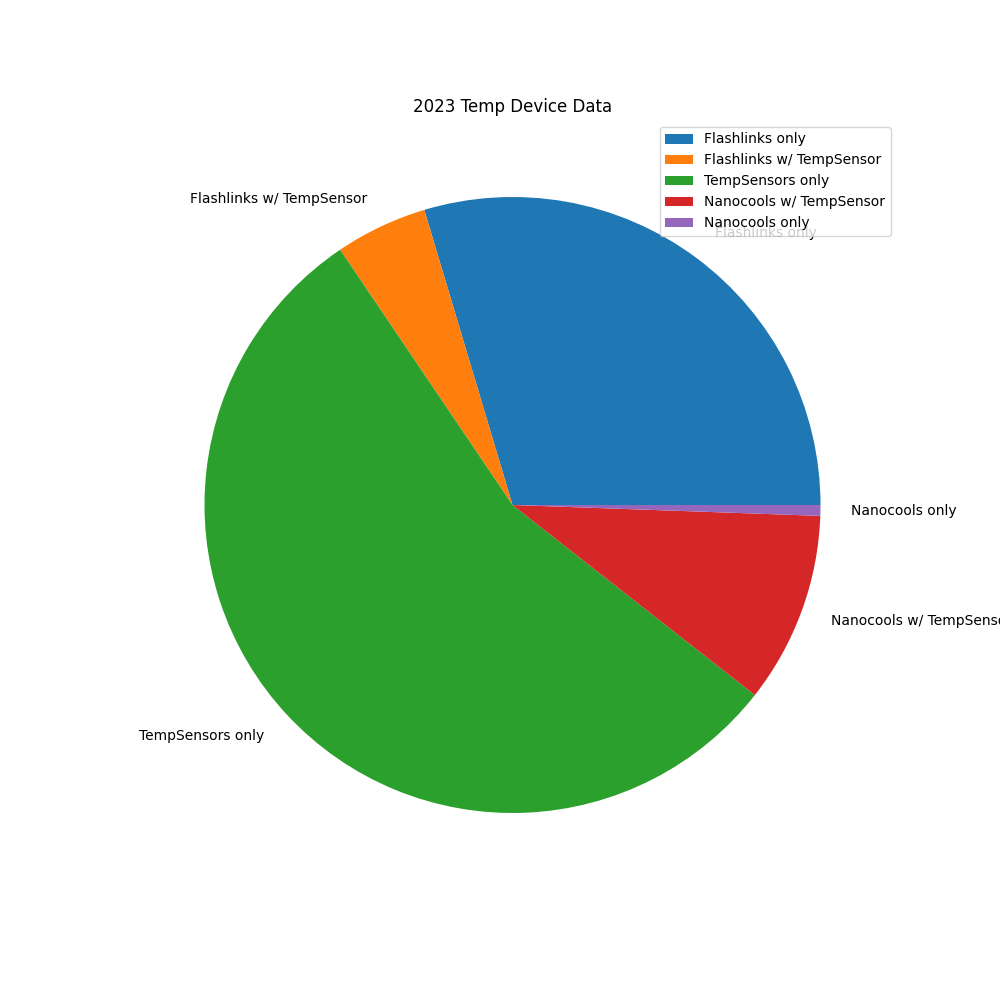 2023 Temp Device Data
Flashlinks only
Flashlinks w/ TempSensor
TempSensors only
Nanocools w/ TempSensor
Nanocools only
Flashlinks w/ TempSensor
Flashlinks only
Nanocools only
Nanocools w/ TempSenso
TempSensors only